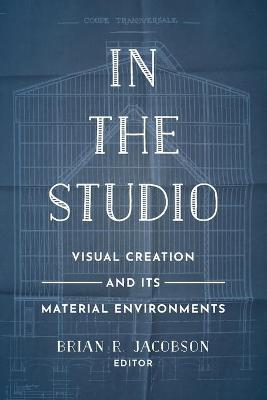 COUPE TRANSVERSALE
IN
THE
STUDIO
VISUAL CREATION
AND ITS
MATERIAL ENVIRONMENTS
BRIAN R. JACOBSON
EDITOR